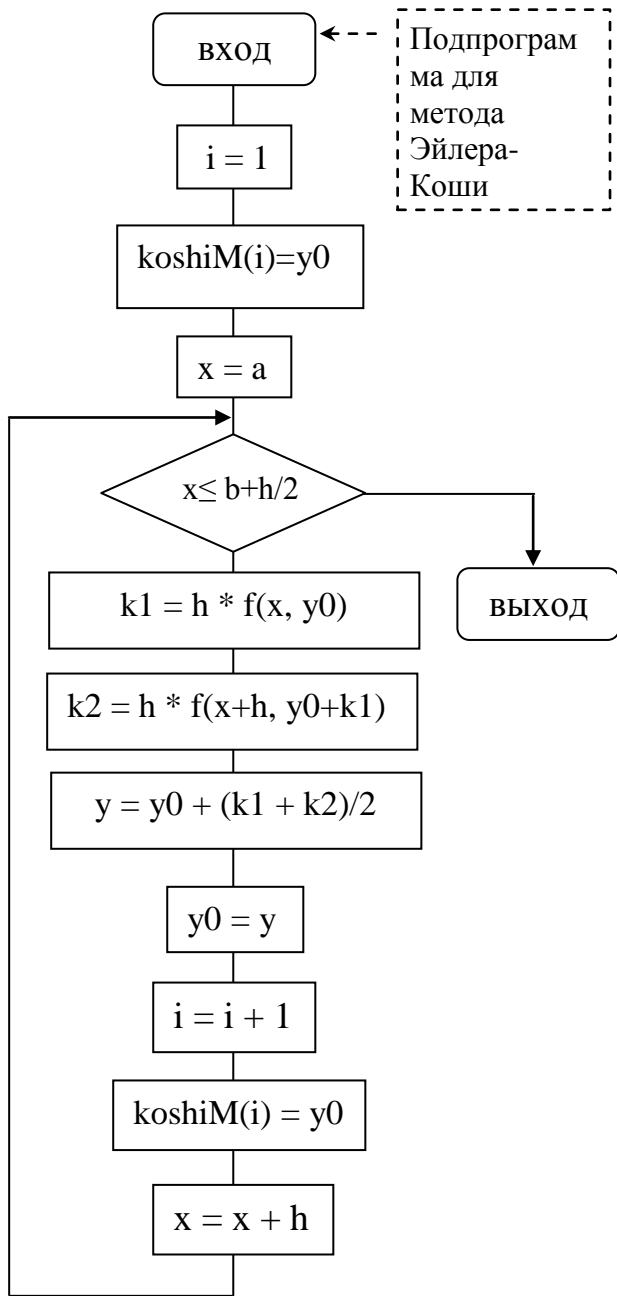 вход
Подпрограм
ма для
метода
Эйлера-
Коши
i = 1
koshiM(i)=y0
x = a
x≤ b+h/2
k1 = h * f(x, y0)
выход
k2 = h * f(x+h, y0+k1)
y = y0 + (k1 + k2)/2
y0 = y
i = i + 1
koshiM(i) = y0
x = x + h